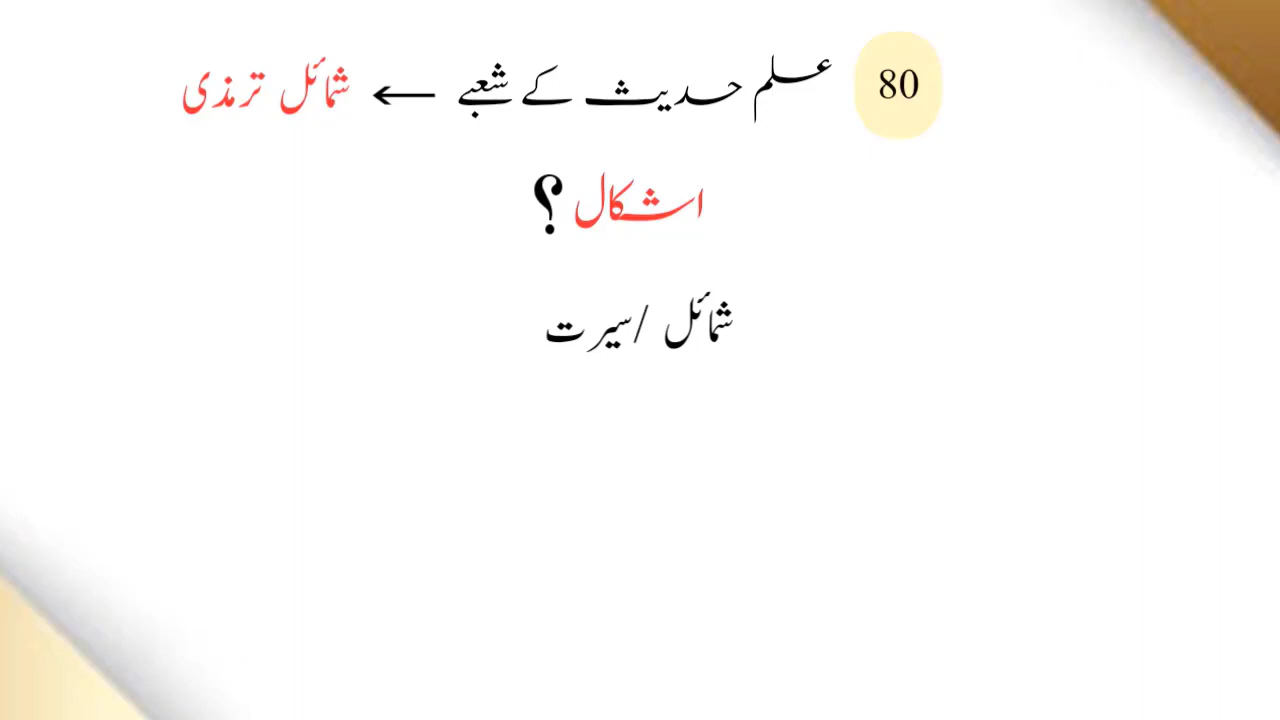 80 علم حدیث کے شعبے ← شمائل ترمذی
اشکال ؟
شمائل /سیرت